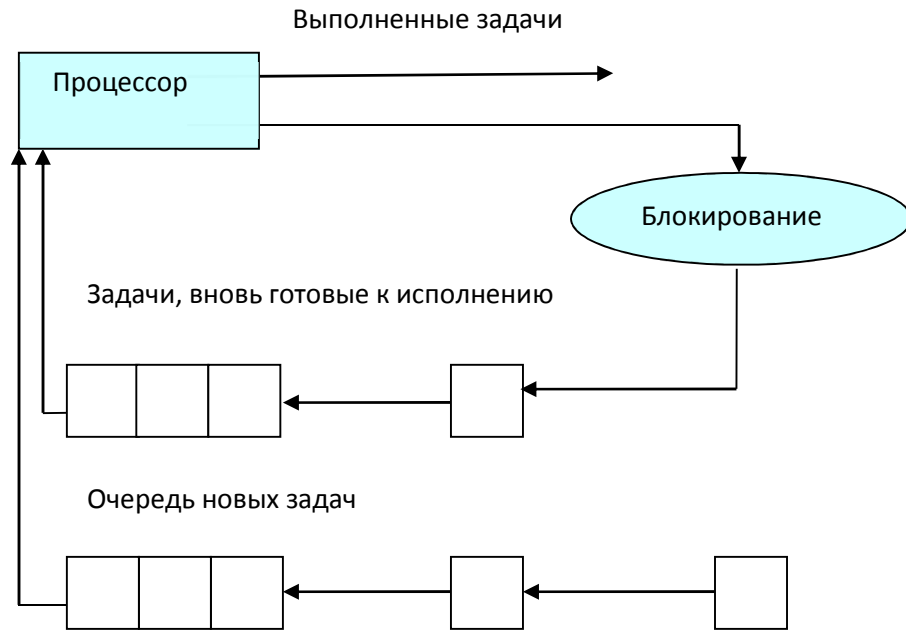 Выполненные задачи
Процессор
Блокирование
Задачи, вновь готовые к исполнению
Очередь новых задач